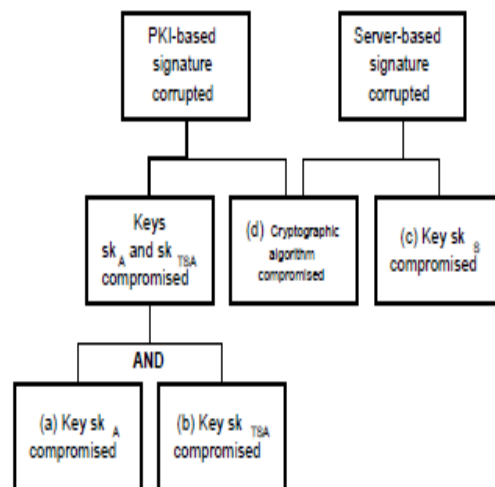 PKI-based
signature
corrupted
Server-based
signature
corrupted
Keys
sk A and sk TSA
compromised
(d) Cryptographic
algorithm
compromised
(c) Key sk S
compromised
AND
(a) Key sk A
compromised
(b) Key sk TSA
compromised